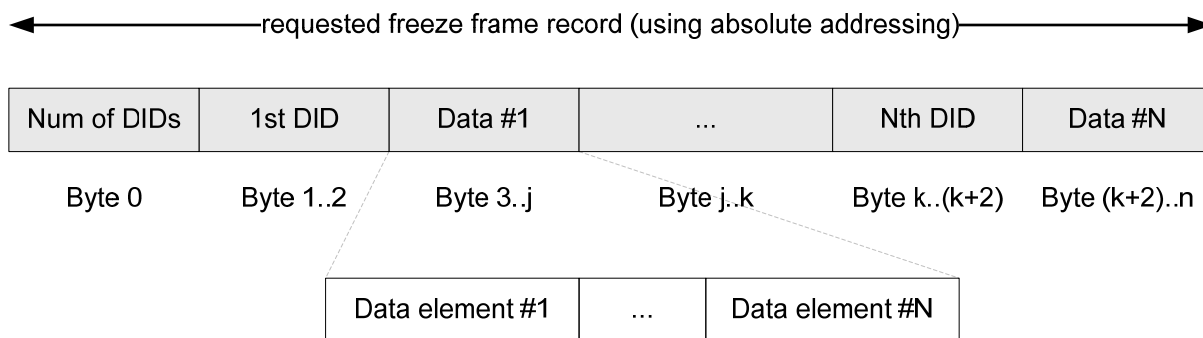 requested freeze frame record (using absolute addressing)
Num of DIDs 1st DID Data #1 ... Nth DID Data #N
Byte 0 Byte 1..2 Byte 3..j Byte j..k Byte k..(k+2) Byte (k+2)..n
Data element #1 ... Data element #N